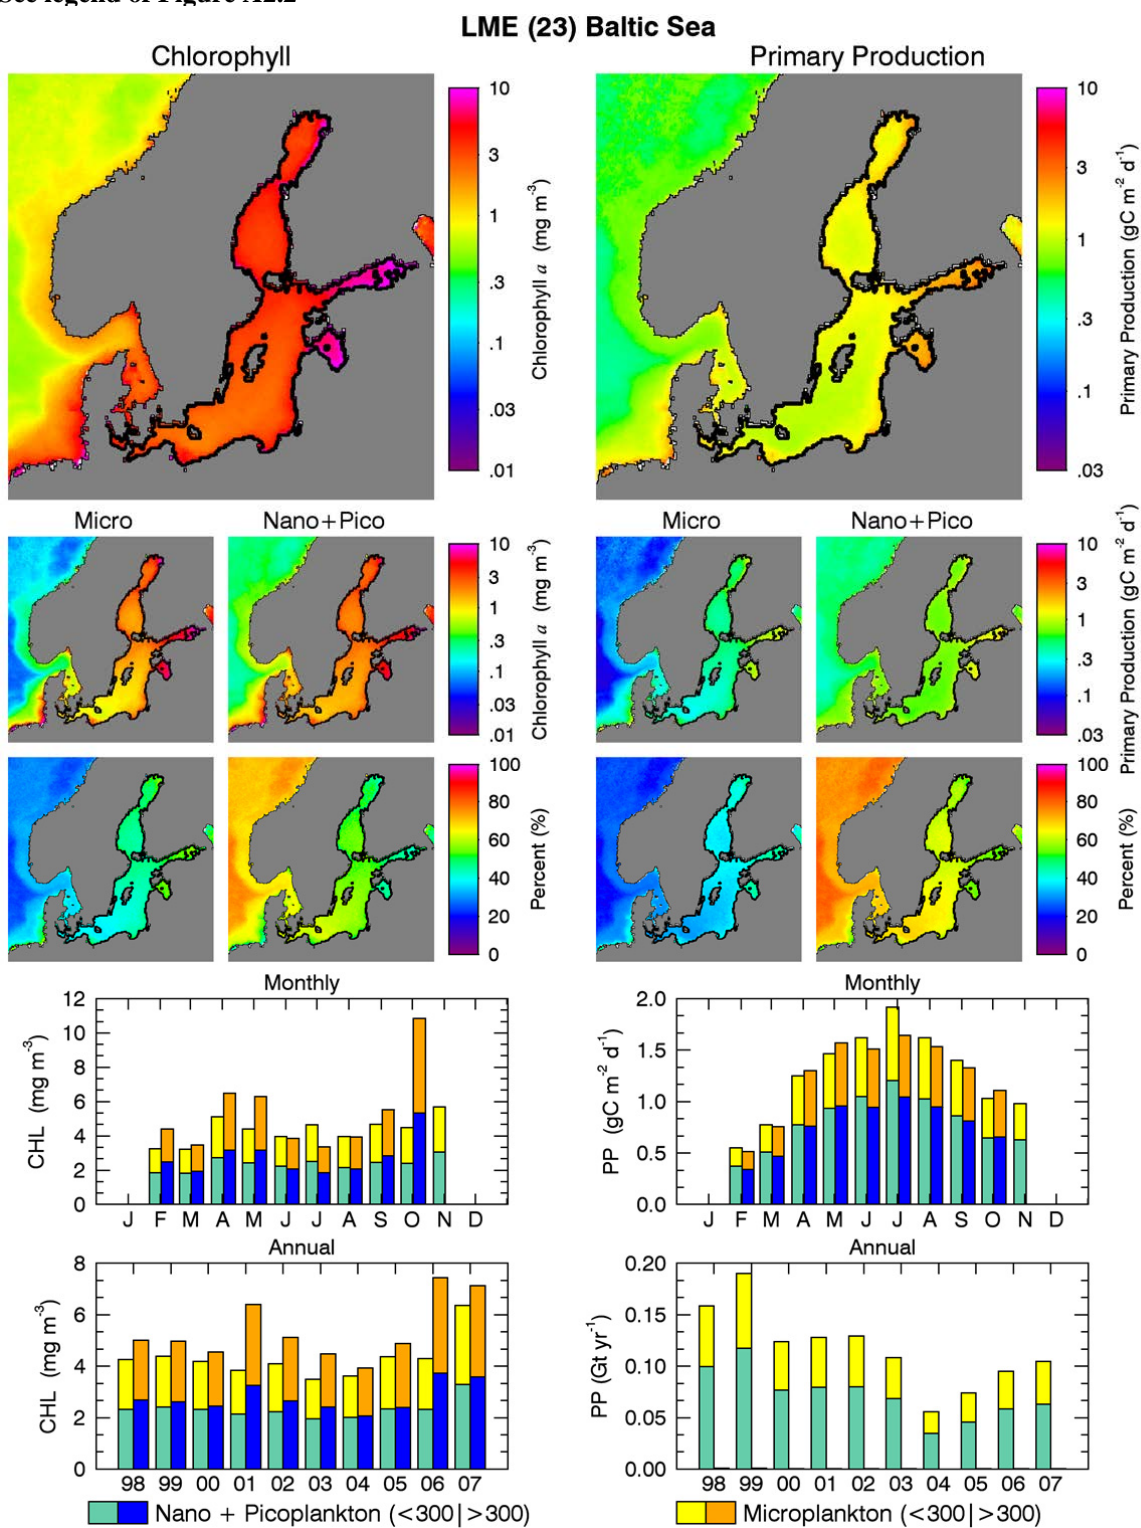 See legend of Figure A2.2
LME (23) Baltic Sea
Chlorophyll
Primary Production
10
3
1
.3
.1
.03
.01
Chlorophyll a (mg m-3)
10
3
1
.3
.1
.03
Primary Production (gC m-2 d-1)
Micro
Nano+Pico
Micro
Nano+Pico
10
3
1
.3
.1
.03
.01
Chlorophyll a (mg m-3)
10
3
1
.3
.1
.03
Primary Production (gC m-2 d-1)
100
80
60
40
20
0
Percent (%)
100
80
60
40
20
0
Percent (%)
Monthly
12
10
8
6
4
2
0
CHL (mg m-3)
J F M A M J J A S O N D
Monthly
2.0
1.5
1.0
0.5
0.0
PP (gC m-2 d-1)
J F M A M J J A S O N D
Annual
8
6
4
2
0
CHL (mg m-3)
98 99 00 01 02 03 04 05 06 07
Annual
0.20
0.15
0.10
0.05
0.00
PP (Gt yr-1)
98 99 00 01 02 03 04 05 06 07
Nano + Picoplankton (<300|>300)
Microplankton (<300|>300)